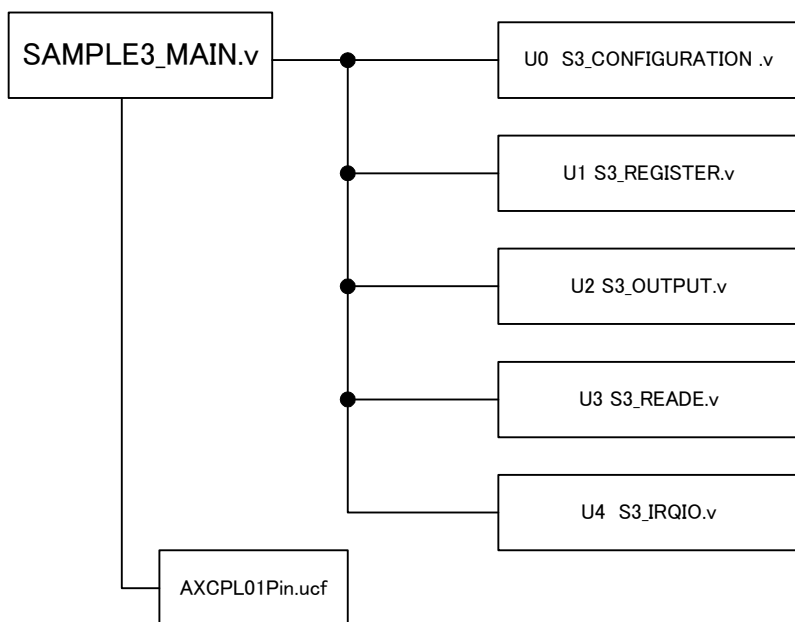 SAMPLE3_MAIN.v
U0 S3_CONFIGURATION .v
U1 S3_REGISTER.v
U2 S3_OUTPUT.v
U3 S3_READE.v
U4 S3_IRQIO.v
AXCPL01Pin.ucf